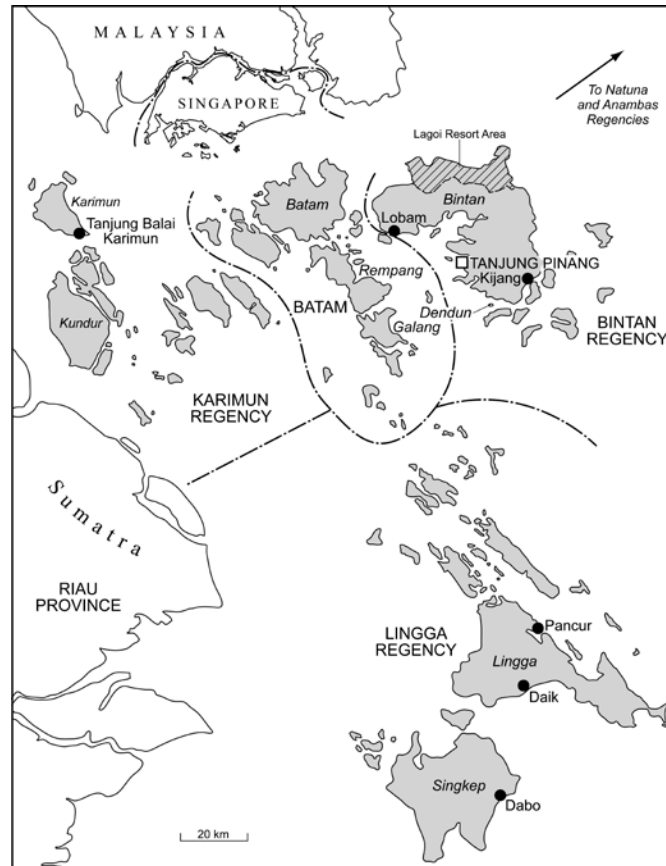 MALAYSIA
SINGAPORE
To Natuna
and Anambas
Regencies
Lagoi Resort Area
Karimun
Tanjung Balai
Karimun
Batam
Bintan
Lobam
TANJUNG PINANG
Kijang
Rempang
BATAM
Dendun
Galang
BINTAN
REGENCY
Kundur
KARIMUN
REGENCY
Sumatra
RIAU
PROVINCE
LINGGA
REGENCY
Pancur
Lingga
Daik
Singkep
Dabo
20 km